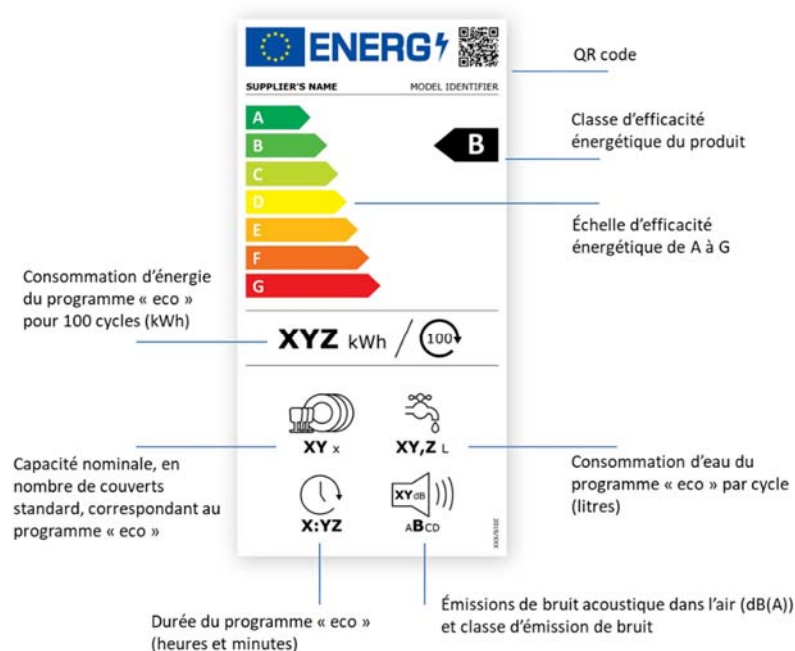 ENERG
QR code
SUPPLIER'S NAME MODEL IDENTIFIER
A
B
B
C
D
E
F
G
Classe d'efficacité
énergétique du produit
Échelle d'efficacité
énergétique de A à G
Consommation d'énergie
du programme « eco »
pour 100 cycles (kWh)
XYZ kWh / 100
XY x
XY,Z L
Capacité nominale, en
nombre de couverts
standard, correspondant au
programme « eco »
Consommation d'eau du
programme « eco » par cycle
(litres)
X:YZ
XY dB
ABCD
2019/XXX
Durée du programme « eco »
(heures et minutes)
Émissions de bruit acoustique dans l'air (dB(A))
et classe d'émission de bruit